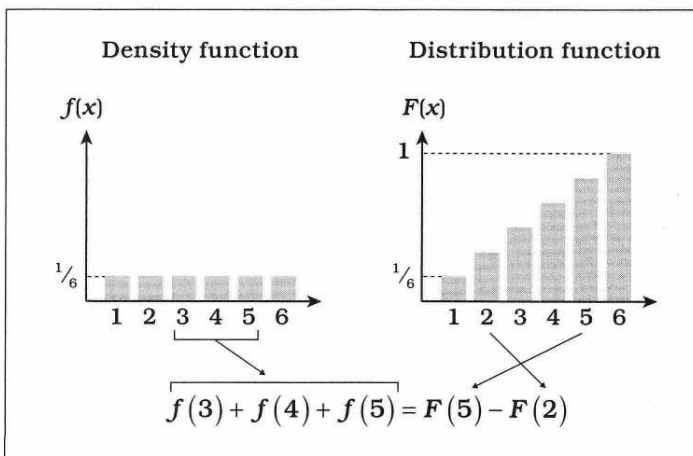 Density function
Distribution function
f(x)
1/6
1 2 3 4 5 6
F(x)
1
1/6
1 2 3 4 5 6
f(3) + f(4) + f(5) = F(5) − F(2)